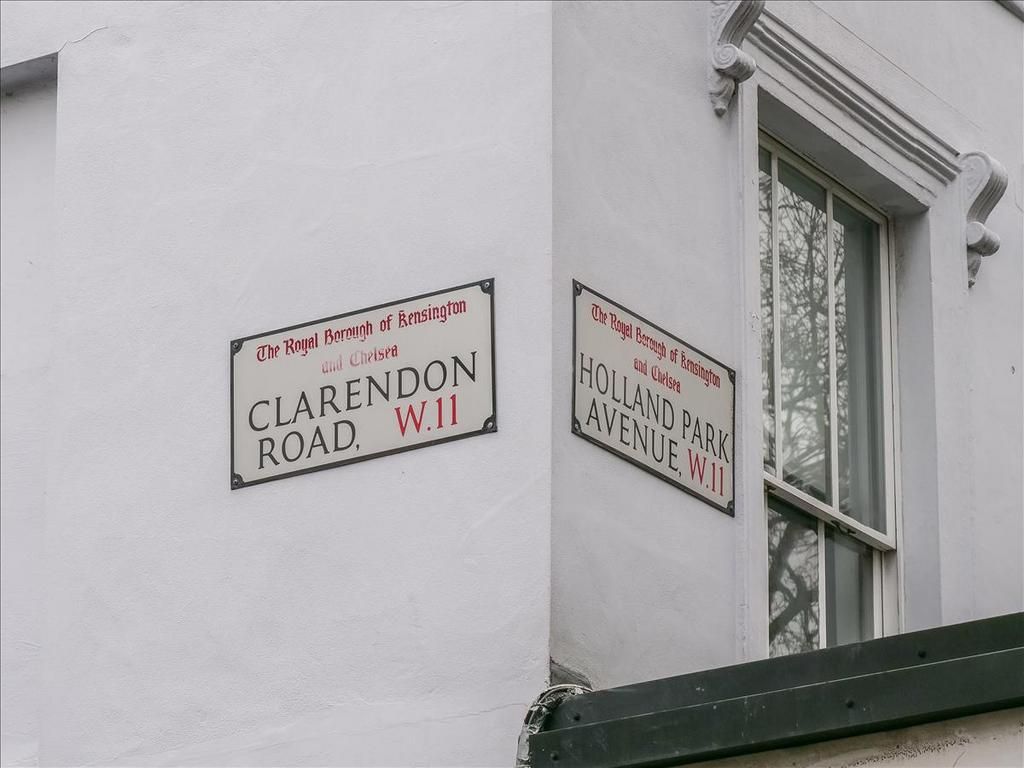 The Royal Borough of Kensington
and Chelsea
CLARENDON
ROAD, W.11
The Royal Borough of Kensington
and Chelsea
HOLLAND PARK
AVENUE, W.11